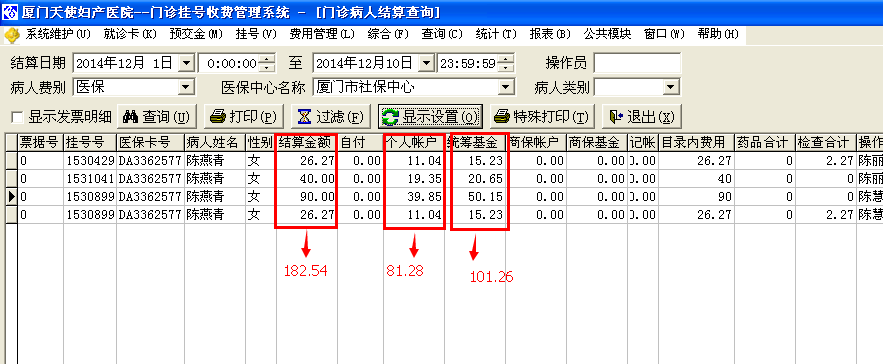 厦门天使妇产医院--门诊挂号收费管理系统 - [门诊病人结算查询]
系统维护(U) 就诊卡(K) 预交金(M) 挂号(V) 费用管理(L) 综合(F) 查询(C) 统计(T) 报表(B) 公共模块 窗口(W) 帮助(H)
结算日期 2014年12月 1日 0:00:00 至 2014年12月10日 23:59:59 操作员
病人费别 医保 医保中心名称 厦门市社保中心 病人类别
显示发票明细 查询(U) 打印(P) 过滤(F) 显示设置(O) 特殊打印(T) 退出(X)
票据号 挂号号 医保卡号 病人姓名 性别 结算金额 自付 个人帐户 统筹基金 商保帐户 商保基金 记帐 目录内费用 药品合计 检查合计 操作
0 1530429 DA3362577 陈燕青 女 26.27 0.00 11.04 15.23 0.00 0.00 0.00 26.27 0 2.27 陈丽
0 1531041 DA3362577 陈燕青 女 40.00 0.00 19.35 20.65 0.00 0.00 0.00 40 0 0 陈丽
0 1530899 DA3362577 陈燕青 女 90.00 0.00 39.85 50.15 0.00 0.00 0.00 90 0 0 陈慧
0 1530899 DA3362577 陈燕青 女 26.27 0.00 11.04 15.23 0.00 0.00 0.00 26.27 0 2.27 陈慧
182.54 81.28 101.26